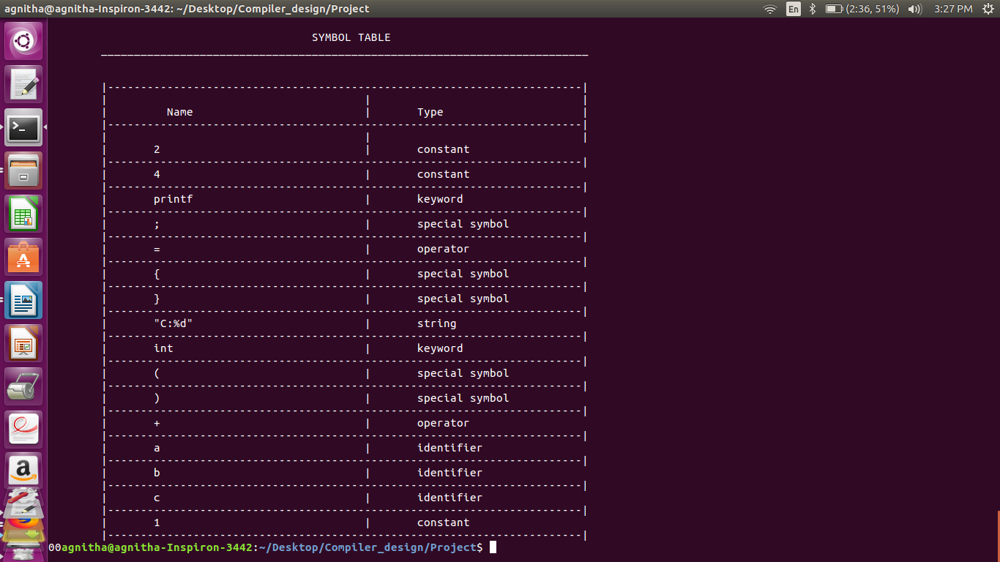 agnitha@agnitha-Inspiron-3442: ~/Desktop/Compiler_design/Project En (2:36, 51%) 3:27 PM
SYMBOL TABLE
Name | Type
2 | constant
4 | constant
printf | keyword
; | special symbol
= | operator
{ | special symbol
} | special symbol
"C:%d" | string
int | keyword
( | special symbol
) | special symbol
+ | operator
a | identifier
b | identifier
c | identifier
1 | constant
00agnitha@agnitha-Inspiron-3442:~/Desktop/Compiler_design/Project$